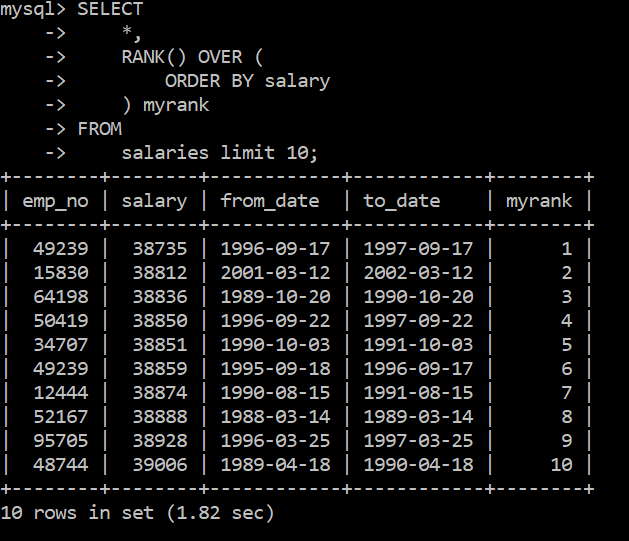 mysql> SELECT
    ->     *,
    ->     RANK() OVER (
    ->         ORDER BY salary
    ->     ) myrank
    -> FROM
    ->     salaries limit 10;
+--------+--------+------------+------------+--------+
| emp_no | salary | from_date  | to_date    | myrank |
+--------+--------+------------+------------+--------+
|  49239 |  38735 | 1996-09-17 | 1997-09-17 |      1 |
|  15830 |  38812 | 2001-03-12 | 2002-03-12 |      2 |
|  64198 |  38836 | 1989-10-20 | 1990-10-20 |      3 |
|  50419 |  38850 | 1996-09-22 | 1997-09-22 |      4 |
|  34707 |  38851 | 1990-10-03 | 1991-10-03 |      5 |
|  49239 |  38859 | 1995-09-18 | 1996-09-17 |      6 |
|  12444 |  38874 | 1990-08-15 | 1991-08-15 |      7 |
|  52167 |  38888 | 1988-03-14 | 1989-03-14 |      8 |
|  95705 |  38928 | 1996-03-25 | 1997-03-25 |      9 |
|  48744 |  39006 | 1989-04-18 | 1990-04-18 |     10 |
+--------+--------+------------+------------+--------+
10 rows in set (1.82 sec)